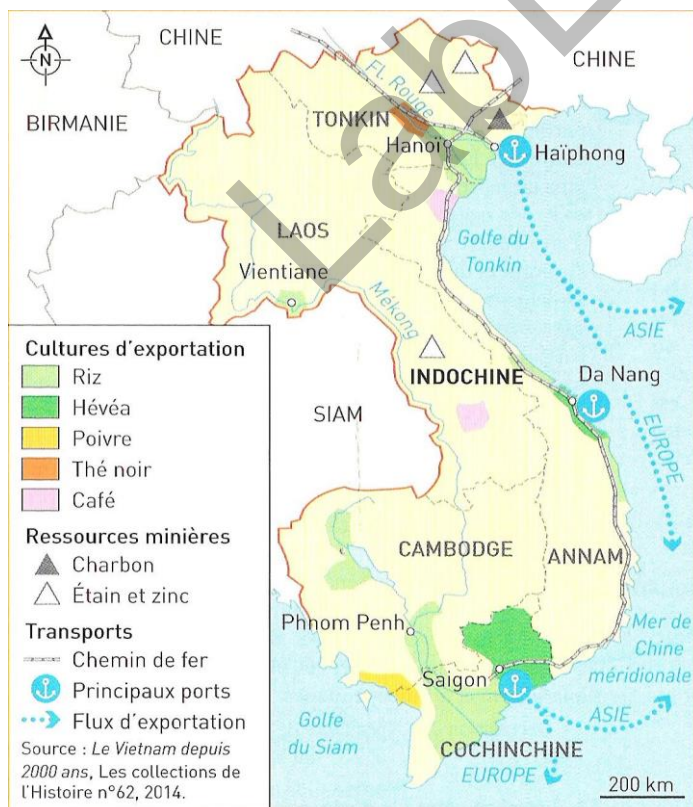 CHINE
CHINE
N
Fl. Rouge
BIRMANIE
TONKIN
Hanoï
Haïphong
LAOS
Golfe du
Tonkin
Vientiane
Mékong
ASIE
Cultures d'exportation
Riz
Hévéa
Poivre
Thé noir
Café
Ressources minières
Charbon
Étain et zinc
Transports
Chemin de fer
Principaux ports
Flux d'exportation
Source : Le Vietnam depuis
2000 ans, Les collections de
l'Histoire n°62, 2014.
INDOCHINE
Da Nang
SIAM
EUROPE
CAMBODGE
ANNAM
Phnom Penh
Mer de
Chine
méridionale
Saigon
ASIE
Golfe
du Siam
COCHINCHINE
EUROPE
200 km